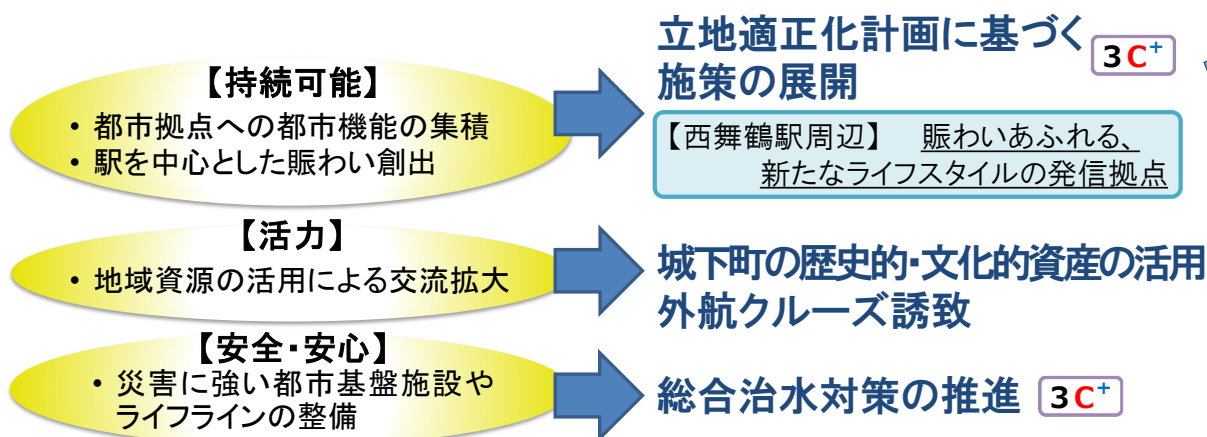 【持続可能】
• 都市拠点への都市機能の集積
• 駅を中心とした賑わい創出
立地適正化計画に基づく
施策の展開
3C⁺
【西舞鶴駅周辺】 賑わいあふれる、
新たなライフスタイルの発信拠点
【活力】
• 地域資源の活用による交流拡大
城下町の歴史的・文化的資産の活用
外航クルーズ誘致
【安全・安心】
• 災害に強い都市基盤施設や
ライフラインの整備
総合治水対策の推進 3C⁺